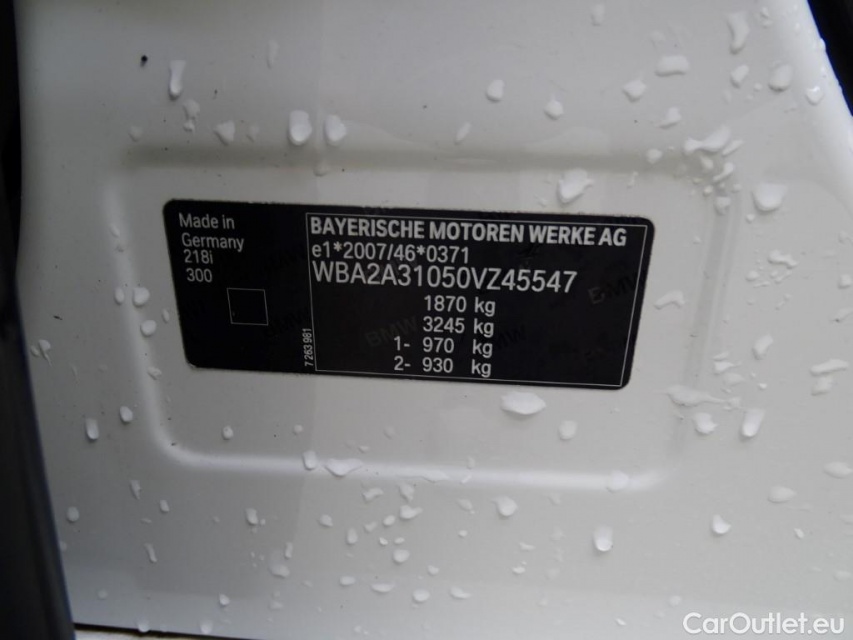 Made in
Germany
218i
300
7 263 981
BAYERISCHE MOTOREN WERKE AG
e1*2007/46*0371
WBA2A31050VZ45547
1870 kg
3245 kg
1- 970 kg
2- 930 kg
BMW
CarOutlet.eu